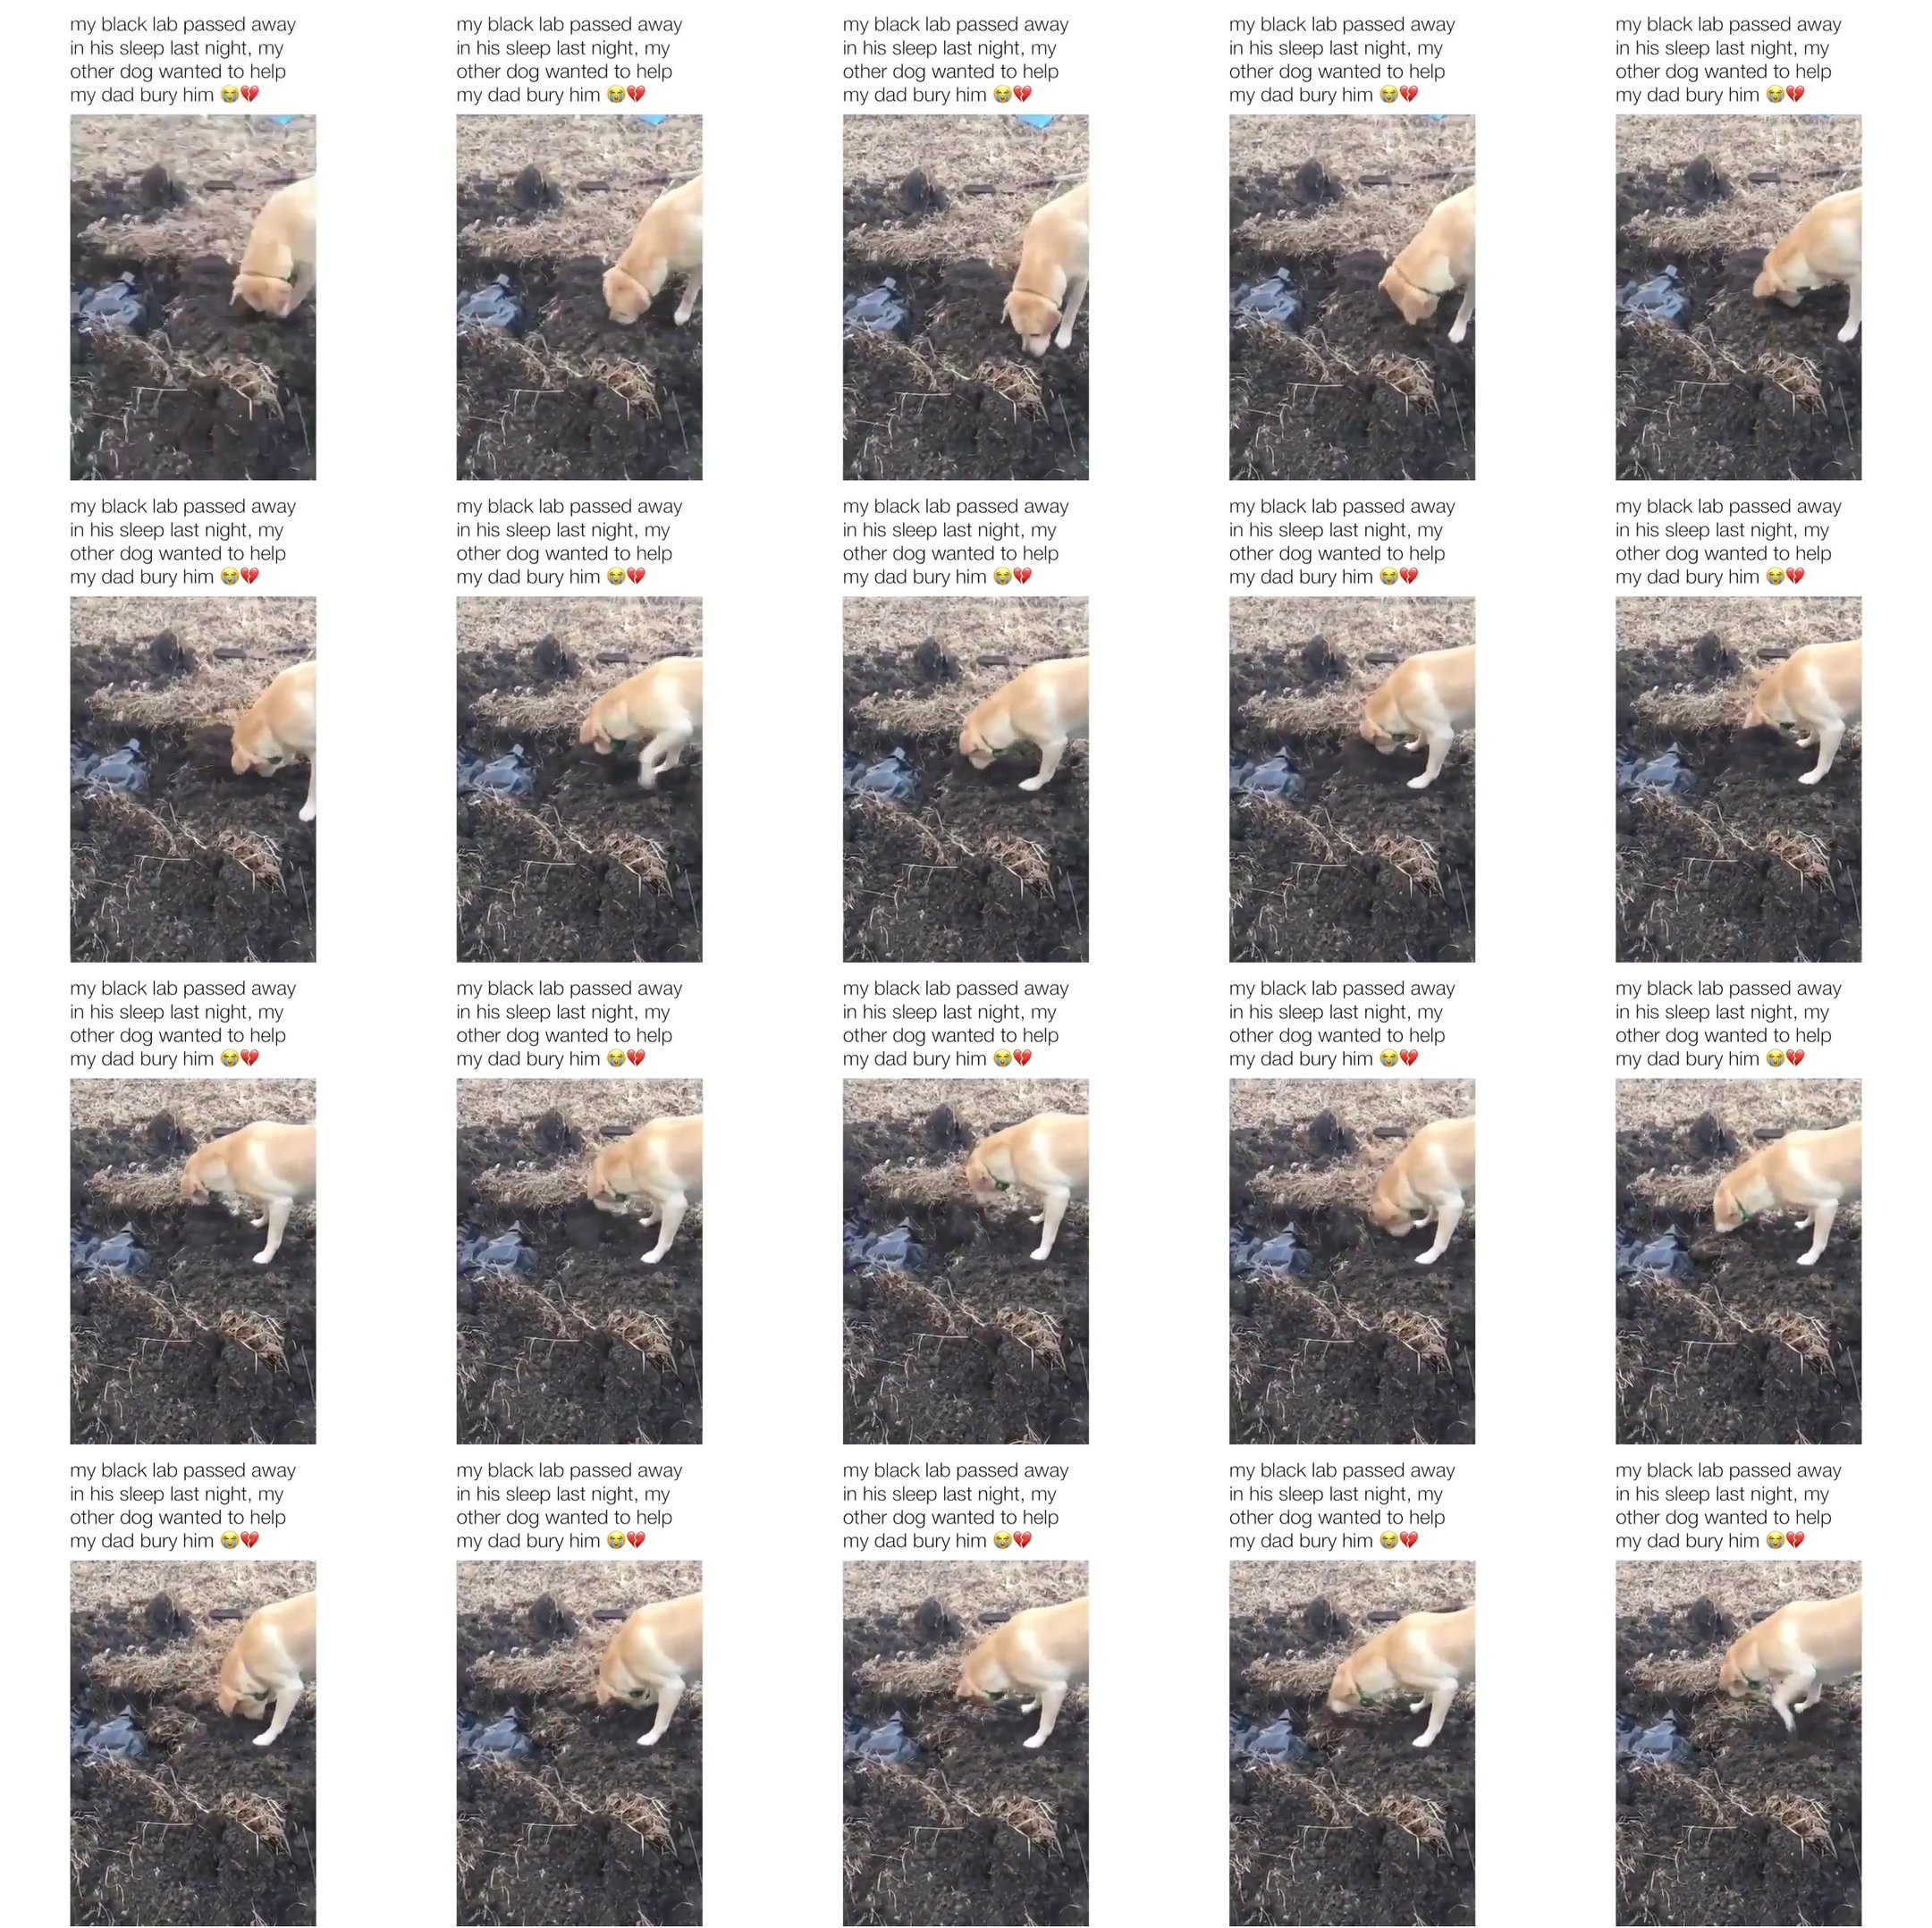 my black lab passed away my black lab passed away my black lab passed away my black lab passed away my black lab passed away
in his sleep last night, my in his sleep last night, my in his sleep last night, my in his sleep last night, my in his sleep last night, my
other dog wanted to help other dog wanted to help other dog wanted to help other dog wanted to help other dog wanted to help
my dad bury him 😭💔 my dad bury him 😭💔 my dad bury him 😭💔 my dad bury him 😭💔 my dad bury him 😭💔
my black lab passed away my black lab passed away my black lab passed away my black lab passed away my black lab passed away
in his sleep last night, my in his sleep last night, my in his sleep last night, my in his sleep last night, my in his sleep last night, my
other dog wanted to help other dog wanted to help other dog wanted to help other dog wanted to help other dog wanted to help
my dad bury him 😭💔 my dad bury him 😭💔 my dad bury him 😭💔 my dad bury him 😭💔 my dad bury him 😭💔
my black lab passed away my black lab passed away my black lab passed away my black lab passed away my black lab passed away
in his sleep last night, my in his sleep last night, my in his sleep last night, my in his sleep last night, my in his sleep last night, my
other dog wanted to help other dog wanted to help other dog wanted to help other dog wanted to help other dog wanted to help
my dad bury him 😭💔 my dad bury him 😭💔 my dad bury him 😭💔 my dad bury him 😭💔 my dad bury him 😭💔
my black lab passed away my black lab passed away my black lab passed away my black lab passed away my black lab passed away
in his sleep last night, my in his sleep last night, my in his sleep last night, my in his sleep last night, my in his sleep last night, my
other dog wanted to help other dog wanted to help other dog wanted to help other dog wanted to help other dog wanted to help
my dad bury him 😭💔 my dad bury him 😭💔 my dad bury him 😭💔 my dad bury him 😭💔 my dad bury him 😭💔